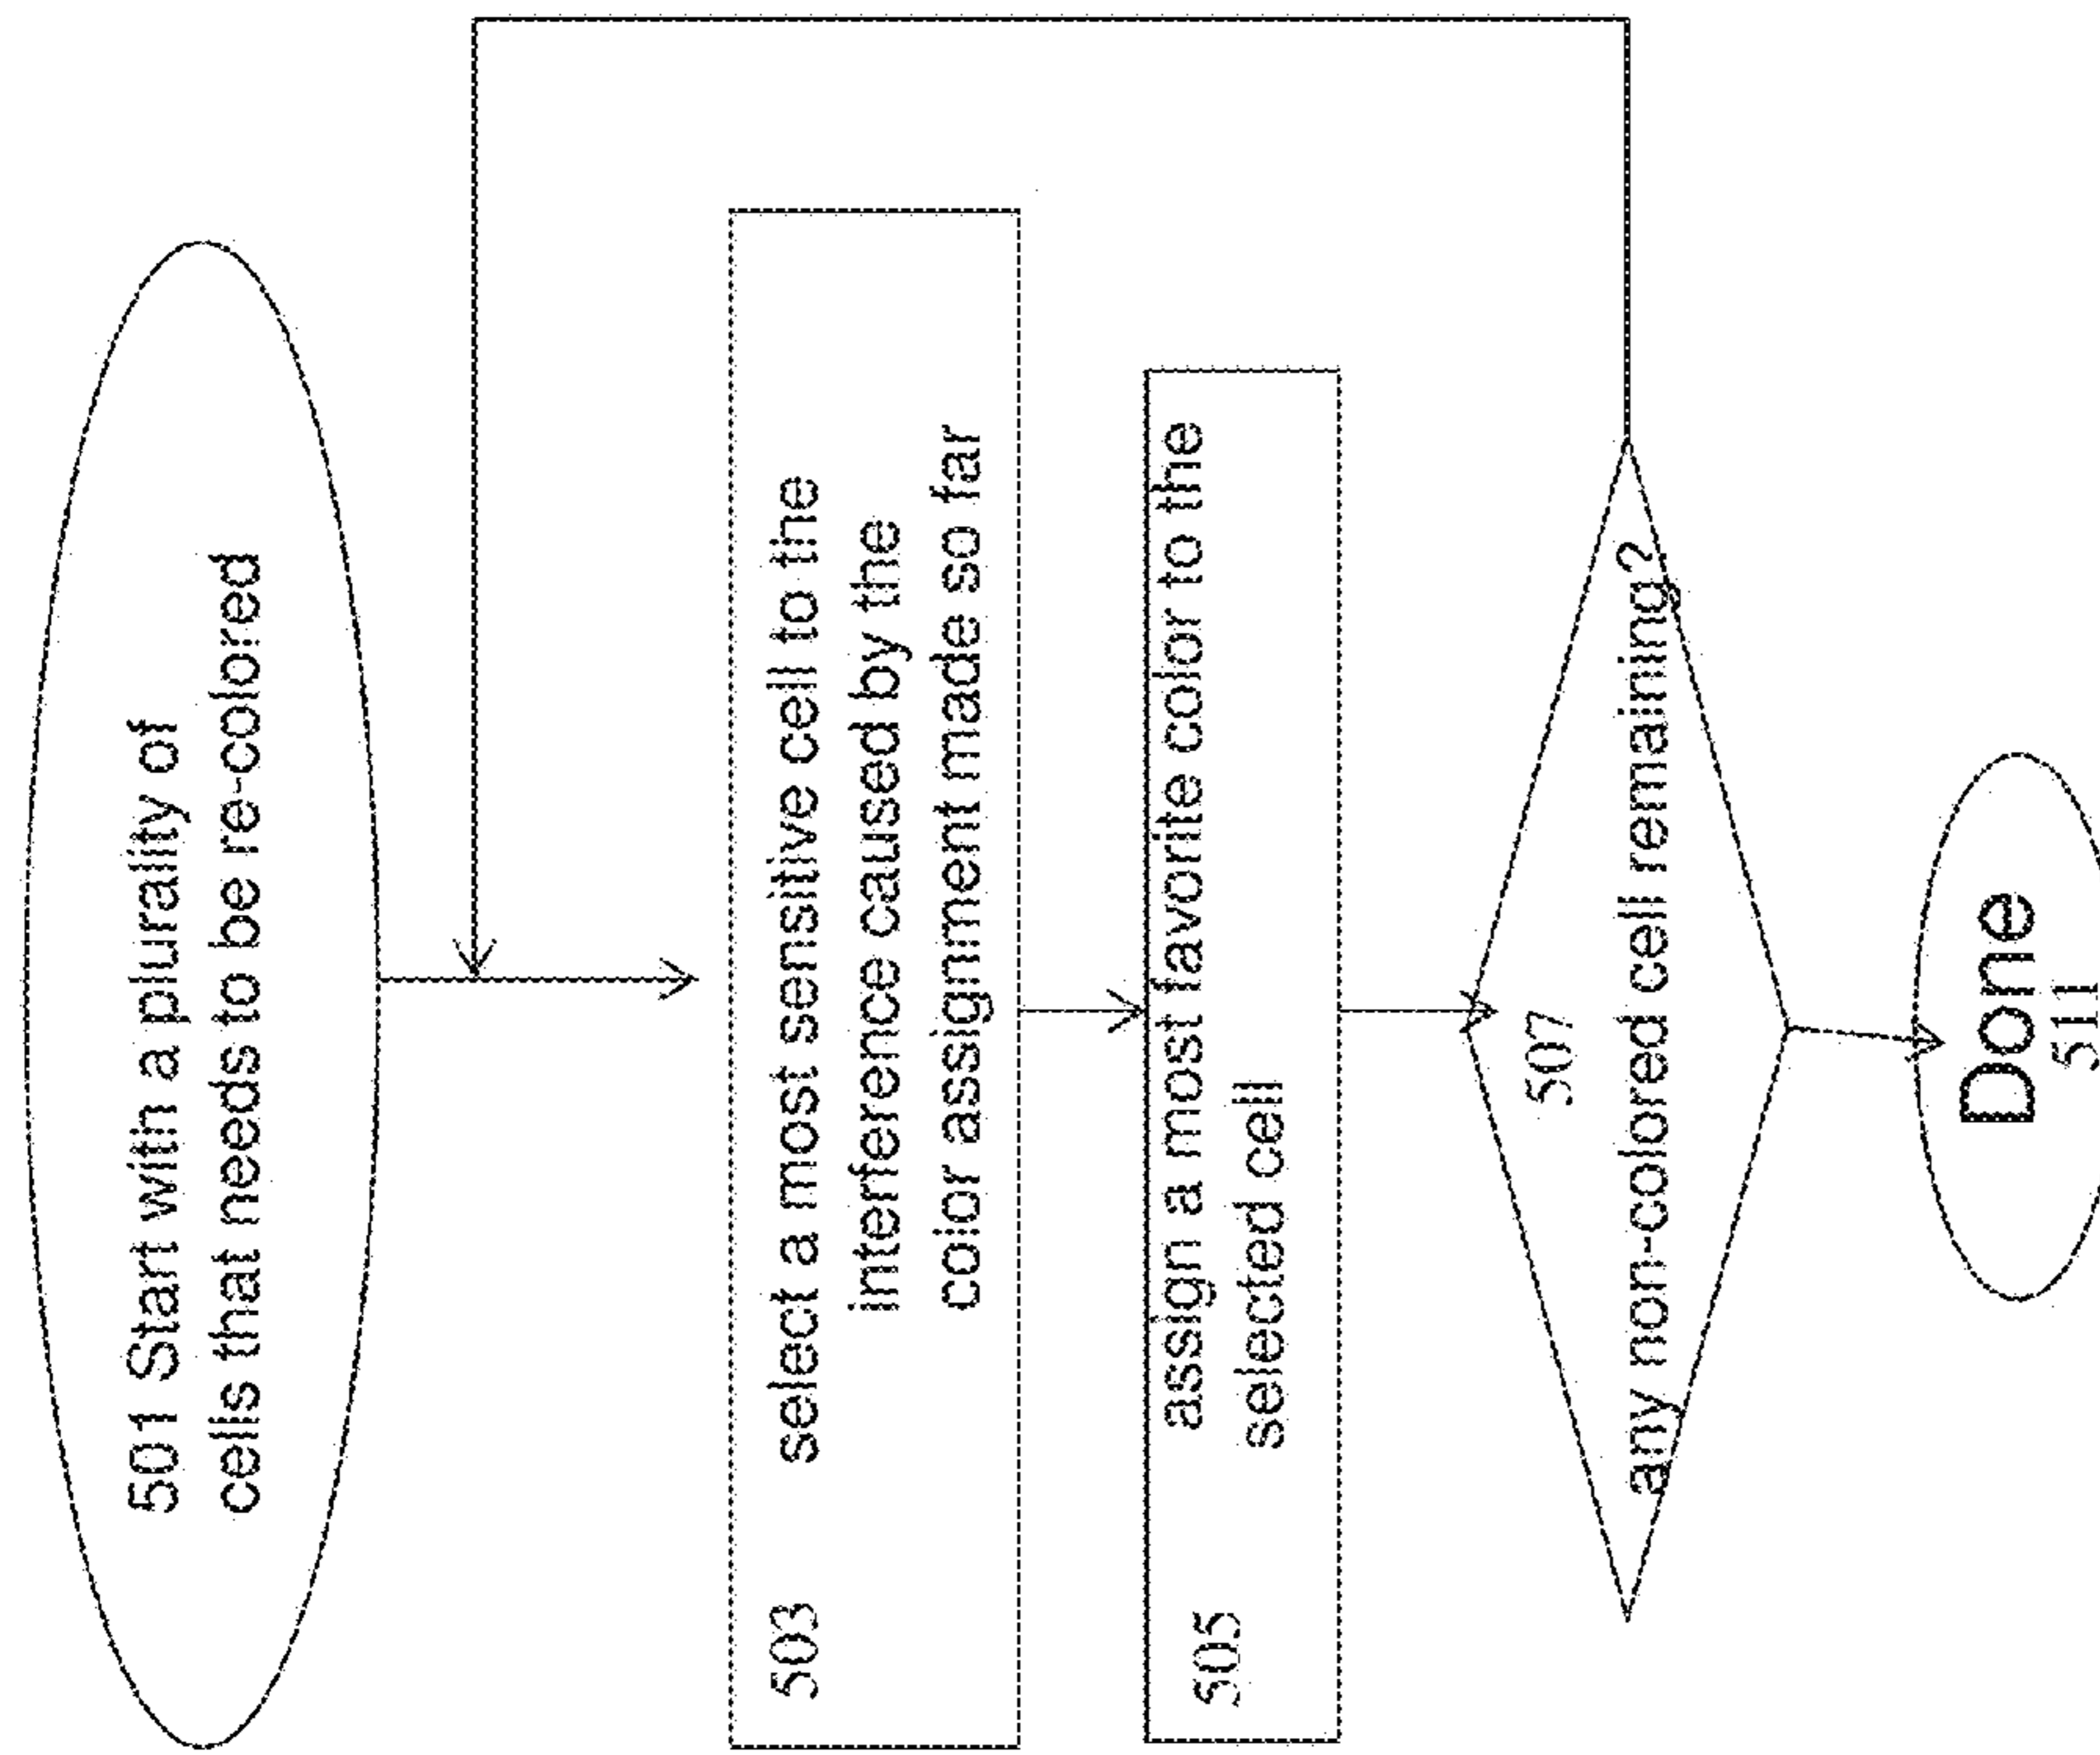 501 Start with a plurality of
cells that needs to be re-colored
503 select a most sensitive cell to the
interference caused by the
color assignment made so far
assign a most favorite color to the
505 selected cell
507
any non-colored cell remaining?
Done
511